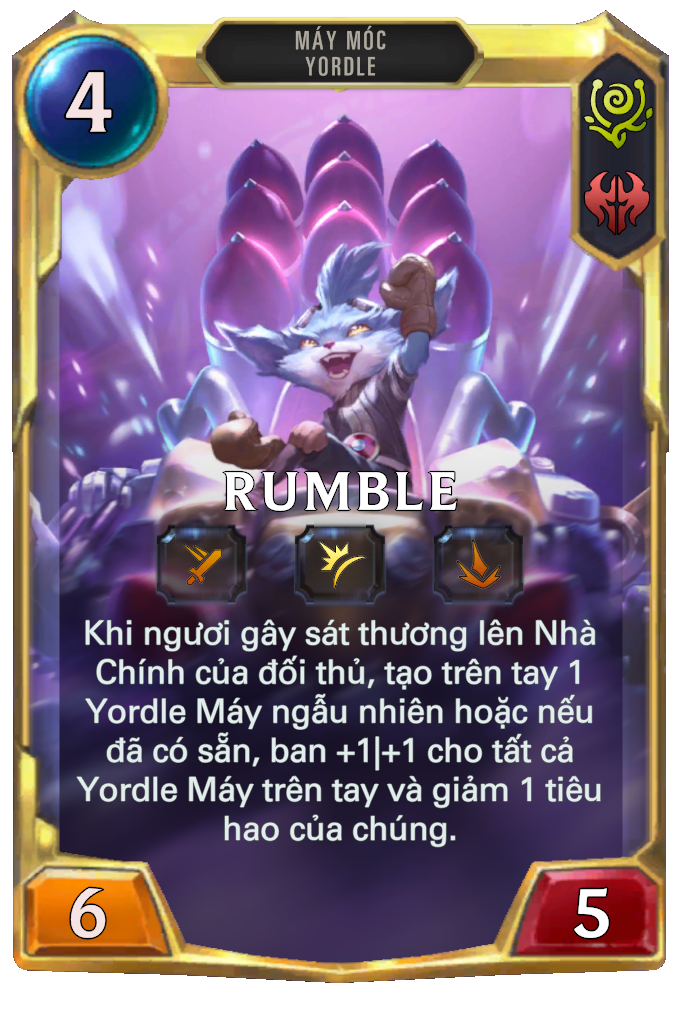 MÁY MÓC
YORDLE
4
RUMBLE
Khi ngươi gây sát thương lên Nhà
Chính của đối thủ, tạo trên tay 1
Yordle Máy ngẫu nhiên hoặc nếu
đã có sẵn, ban +1|+1 cho tất cả
Yordle Máy trên tay và giảm 1 tiêu
hao của chúng.
6
5